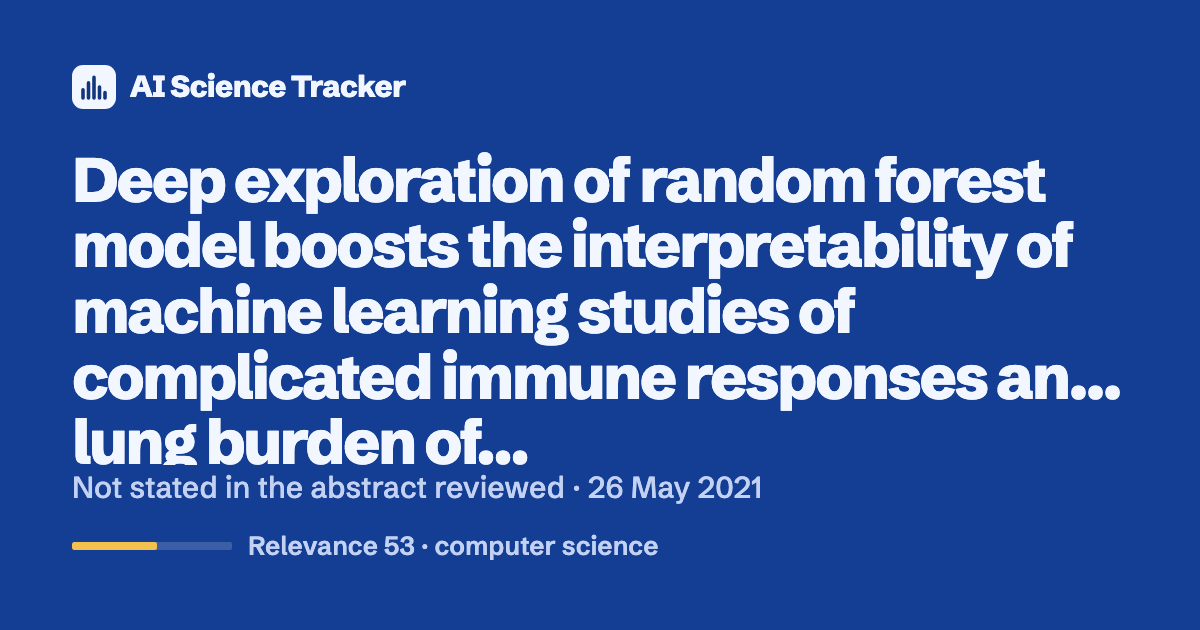 AI Science Tracker
Deep exploration of random forest
model boosts the interpretability of
machine learning studies of
complicated immune responses an...
lung burden of...
Not stated in the abstract reviewed · 26 May 2021
Relevance 53 · computer science